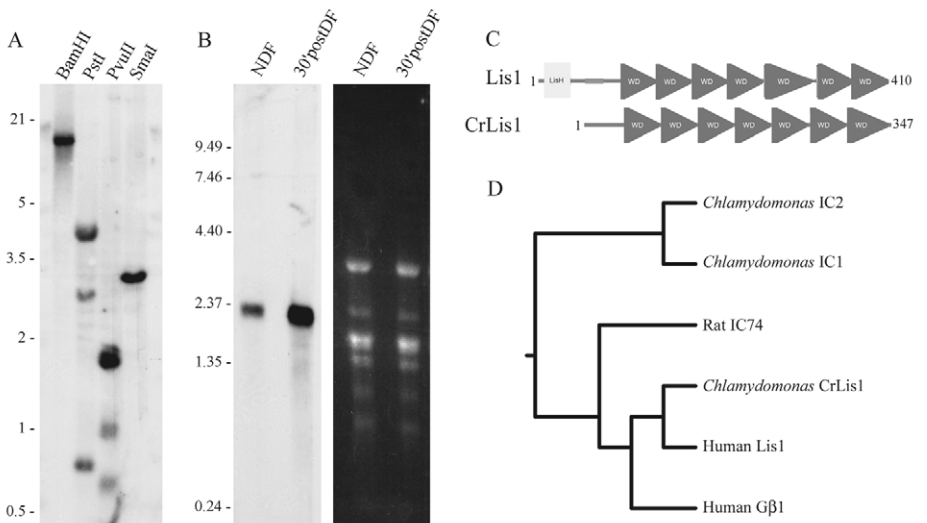 A
BamHI
PstI
PvuII
SmaI
21 -
5 -
3.5 -
2 -
1 -
0.5 -
B
NDF
30'postDF
NDF
30'postDF
9.49 -
7.46 -
4.40 -
2.37 -
1.35 -
0.24 -
C
Lis1 1 LisH WD WD WD WD WD WD WD 410
CrLis1 1 WD WD WD WD WD WD WD 347
D
Chlamydomonas IC2
Chlamydomonas IC1
Rat IC74
Chlamydomonas CrLis1
Human Lis1
Human Gβ1